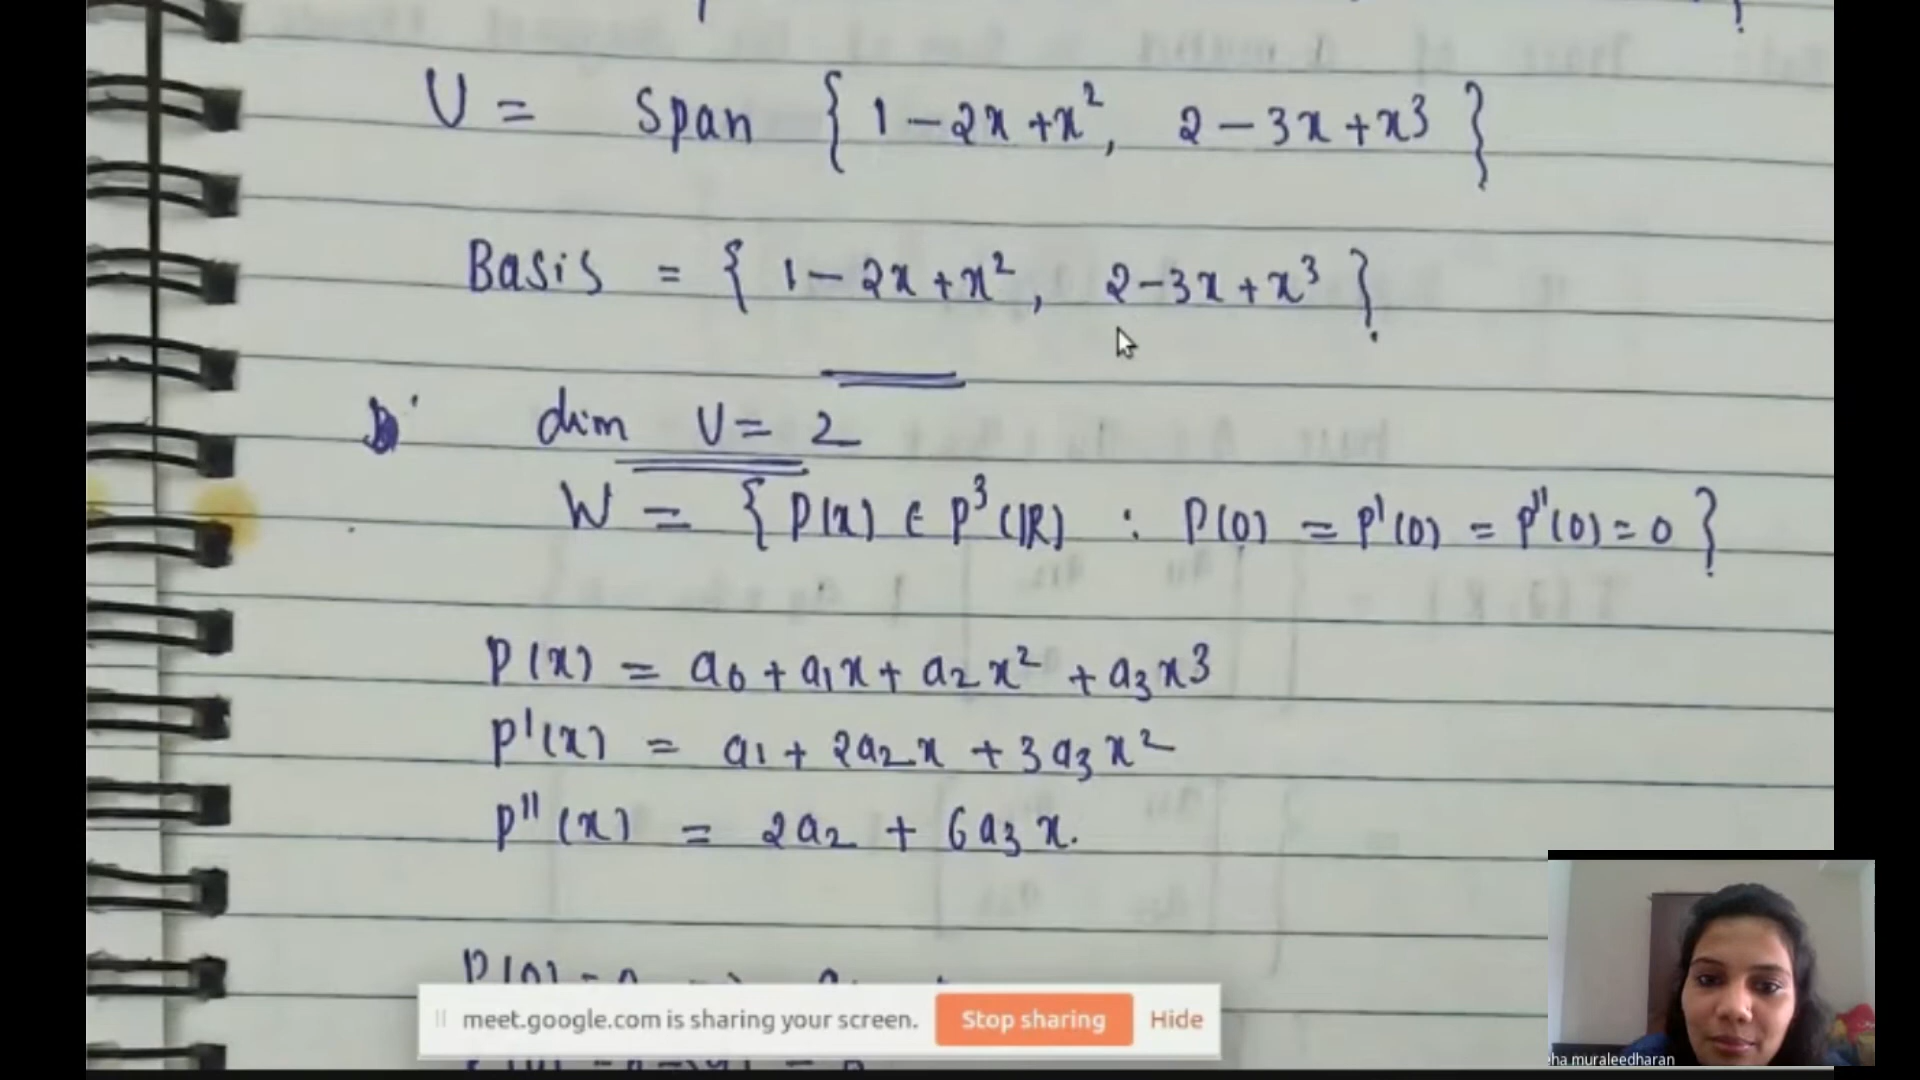 U = Span { 1 - 2x + x², 2 - 3x + x³ }
Basis = { 1 - 2x + x², 2 - 3x + x³ }.
dim U = 2
W = { P(x) ∈ P³(IR) : P(0) = P'(0) = P''(0) = 0 }
P(x) = a₀ + a₁x + a₂x² + a₃x³
P'(x) = a₁ + 2a₂x + 3a₃x²
P''(x) = 2a₂ + 6a₃x.
meet.google.com is sharing your screen. Stop sharing Hide
eha muraleedharan